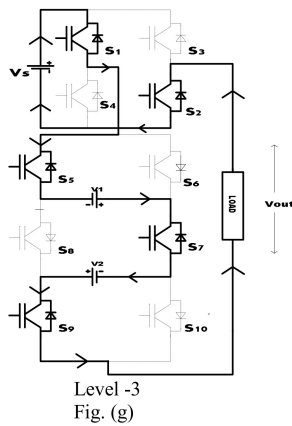 S1
S3
Vs
+
S4
S2
S5
S6
V1
- +
LOAD
Vout
S8
S7
V2
+ -
S9
S10
Level -3
Fig. (g)